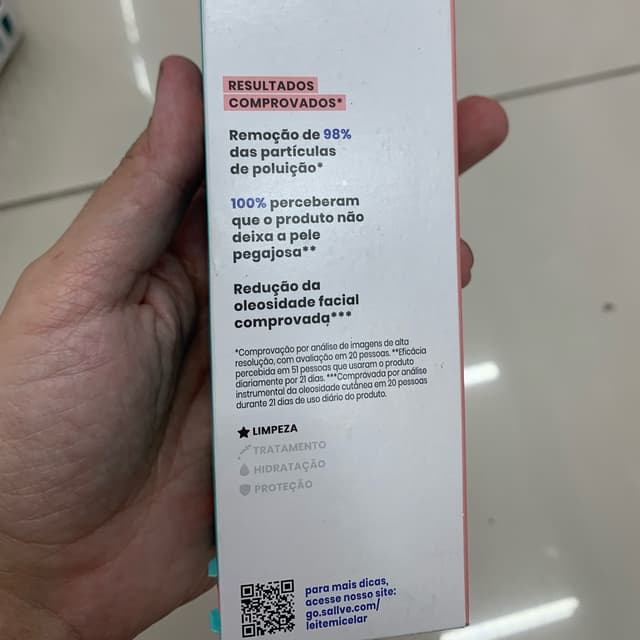 RESULTADOS
COMPROVADOS*
Remoção de 98%
das partículas
de poluição*
100% perceberam
que o produto não
deixa a pele
pegajosa**
Redução da
oleosidade facial
comprovada***
*Comprovação por análise de imagens de alta
resolução, com avaliação em 20 pessoas. **Eficácia
percebida em 51 pessoas que usaram o produto
diariamente por 21 dias. ***Comprovada por análise
instrumental da oleosidade cutânea em 20 pessoas
durante 21 dias de uso diário do produto.
LIMPEZA
TRATAMENTO
HIDRATAÇÃO
PROTEÇÃO
para mais dicas,
acesse nosso site:
go.sallve.com/
leitemicelar